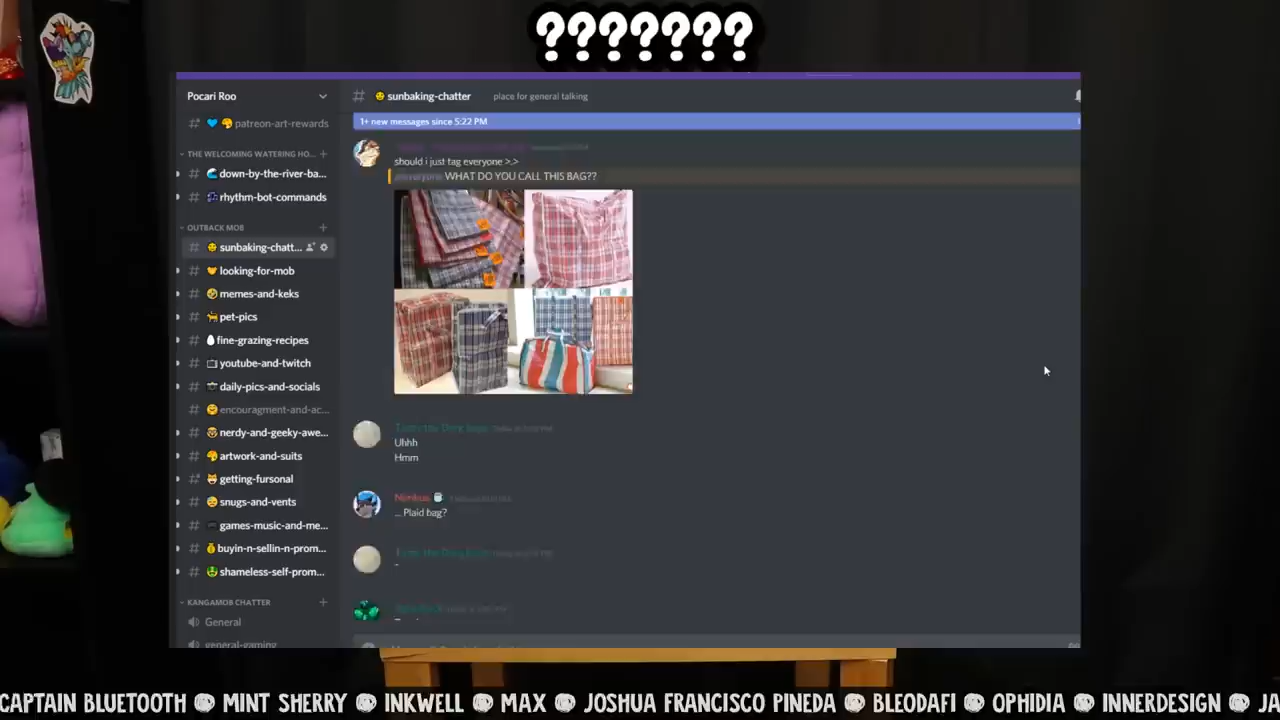 ???????
Pocari Roo
sunbaking-chatter place for general talking
1+ new messages since 5:22 PM
patreon-art-rewards
THE WELCOMING WATERING HO...
down-by-the-river-ba...
rhythm-bot-commands
OUTBACK MOB
sunbaking-chatt...
looking-for-mob
memes-and-keks
pet-pics
fine-grazing-recipes
youtube-and-twitch
daily-pics-and-socials
encouragment-and-ac...
nerdy-and-geeky-awe...
artwork-and-suits
getting-fursonal
snugs-and-vents
games-music-and-me...
buyin-n-sellin-n-prom...
shameless-self-prom...
KANGAMOB CHATTER
General
general-gaming
should i just tag everyone >.>
@everyone WHAT DO YOU CALL THIS BAG??
Uhhh
Hmm
Nimbus
... Plaid bag?
CAPTAIN BLUETOOTH MINT SHERRY INKWELL MAX JOSHUA FRANCISCO PINEDA BLEODAFI OPHIDIA INNERDESIGN JA